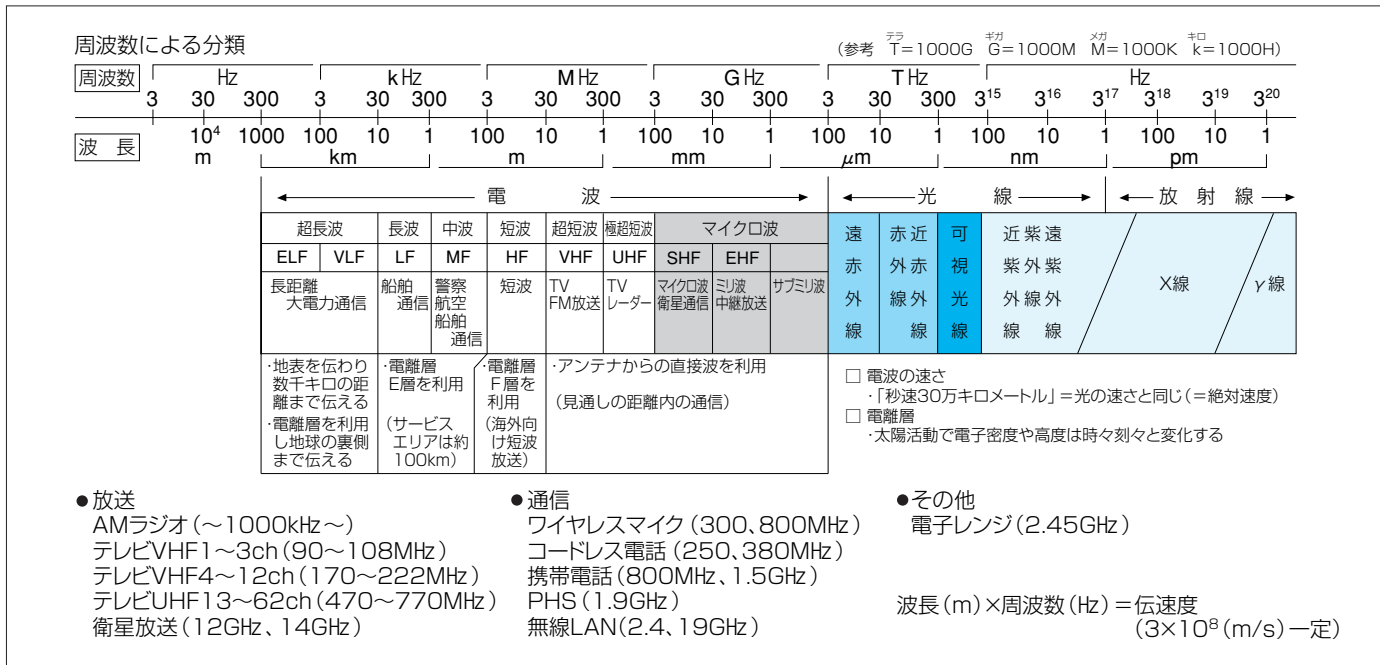 周波数による分類
(参考 テラ T=1000G ギガ G=1000M メガ M=1000K キロ k=1000H)
周波数 Hz kHz MHz GHz THz Hz
3 30 300 3 30 300 3 30 300 3 30 300 3 30 300 3¹⁵ 3¹⁶ 3¹⁷ 3¹⁸ 3¹⁹ 3²⁰
波長 10⁴ 1000 100 10 1 100 10 1 100 10 1 100 10 1 100 10 1 100 10 1
m km m mm μm nm pm
電波 光線 放射線
超長波 長波 中波 短波 超短波 極超短波 マイクロ波
ELF VLF LF MF HF VHF UHF SHF EHF
長距離
大電力通信
船舶
通信
警察
航空
船舶
通信
短波
TV
FM放送
TV
レーダー
マイクロ波
衛星通信
ミリ波
中継放送
サブミリ波
遠赤外線
赤外線
近赤外線
可視光線
近紫外線
紫外線
遠紫外線
X線
γ線
・地表を伝わり
数千キロの距
離まで伝える
・電離層を利用
し地球の裏側
まで伝える
・電離層
E層を利用
(サービス
エリアは約
100km)
・電離層
F層を
利用
(海外向
け短波
放送)
・アンテナからの直接波を利用
(見通しの距離内の通信)
□ 電波の速さ
・「秒速30万キロメートル」=光の速さと同じ(=絶対速度)
□ 電離層
・太陽活動で電子密度や高度は時々刻々と変化する
●放送
AMラジオ(~1000kHz~)
テレビVHF1~3ch(90~108MHz)
テレビVHF4~12ch(170~222MHz)
テレビUHF13~62ch(470~770MHz)
衛星放送(12GHz、14GHz)
●通信
ワイヤレスマイク(300、800MHz)
コードレス電話(250、380MHz)
携帯電話(800MHz、1.5GHz)
PHS(1.9GHz)
無線LAN(2.4、19GHz)
●その他
電子レンジ(2.45GHz)
波長(m)×周波数(Hz)=伝速度
(3×10⁸(m/s)一定)